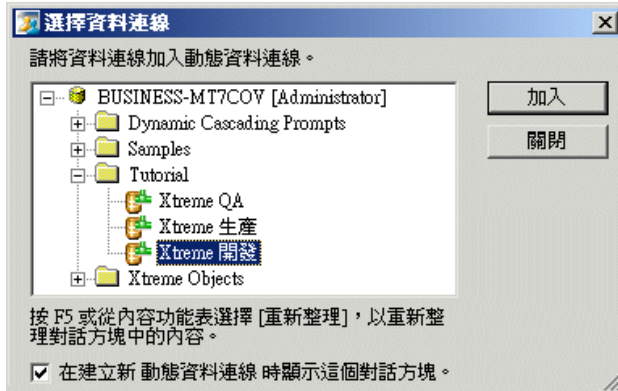 選擇資料連線
請將資料連線加入動態資料連線。
BUSINESS-MT7COV [Administrator]
加入
Dynamic Cascading Prompts
Samples
關閉
Tutorial
Xtreme QA
Xtreme 生產
Xtreme 開發
Xtreme Objects
按 F5 或從內容功能表選擇 [重新整理]，以重新整
理對話方塊中的內容。
在建立新 動態資料連線 時顯示這個對話方塊。